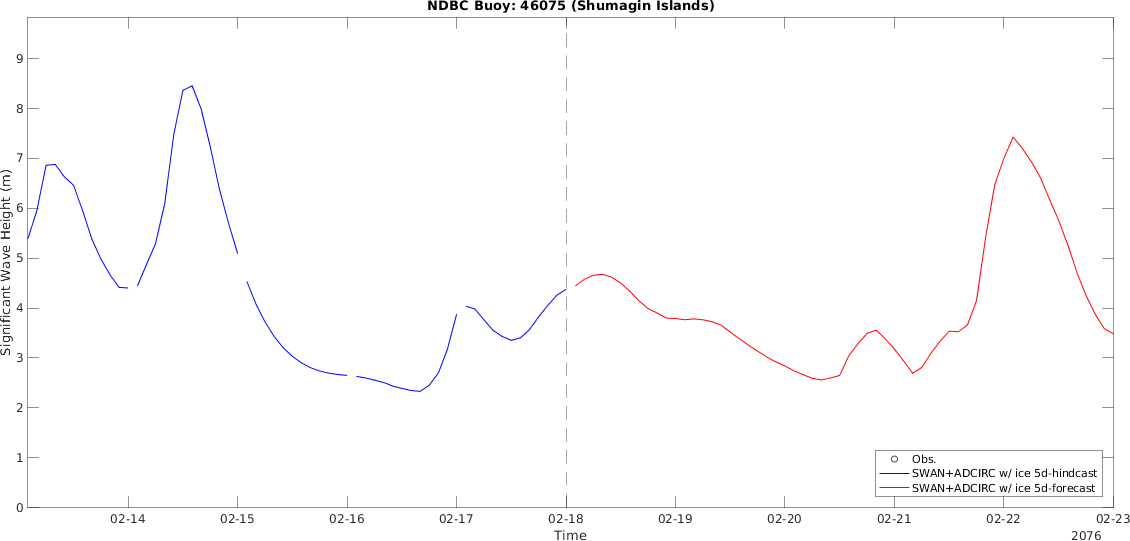 NDBC Buoy: 46075 (Shumagin Islands)
Significant Wave Height (m)
9
8
7
6
5
4
3
2
1
0
Obs.
SWAN+ADCIRC w/ ice 5d-hindcast
SWAN+ADCIRC w/ ice 5d-forecast
02-14 02-15 02-16 02-17 02-18 02-19 02-20 02-21 02-22 02-23
Time
2076